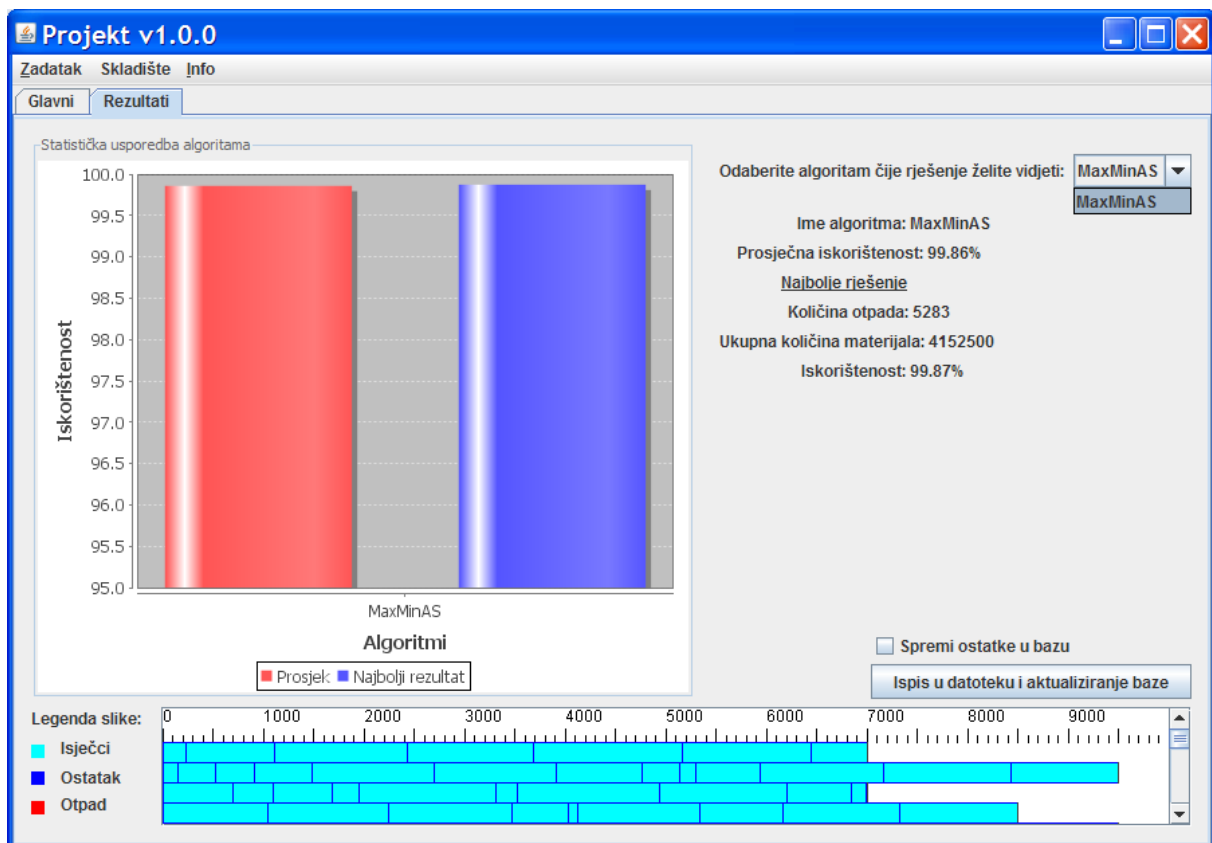 Projekt v1.0.0
Zadatak Skladište Info
Glavni Rezultati
Statistička usporedba algoritama
100.0
99.5
99.0
98.5
98.0
97.5
97.0
96.5
96.0
95.5
95.0
Iskorištenost
MaxMinAS
Algoritmi
Prosjek Najbolji rezultat
Odaberite algoritam čije rješenje želite vidjeti: MaxMinAS
MaxMinAS
Ime algoritma: MaxMinAS
Prosječna iskorištenost: 99.86%
Najbolje rješenje
Količina otpada: 5283
Ukupna količina materijala: 4152500
Iskorištenost: 99.87%
Spremi ostatke u bazu
Ispis u datoteku i aktualiziranje baze
Legenda slike:
Isječci
Ostatak
Otpad
0 1000 2000 3000 4000 5000 6000 7000 8000 9000